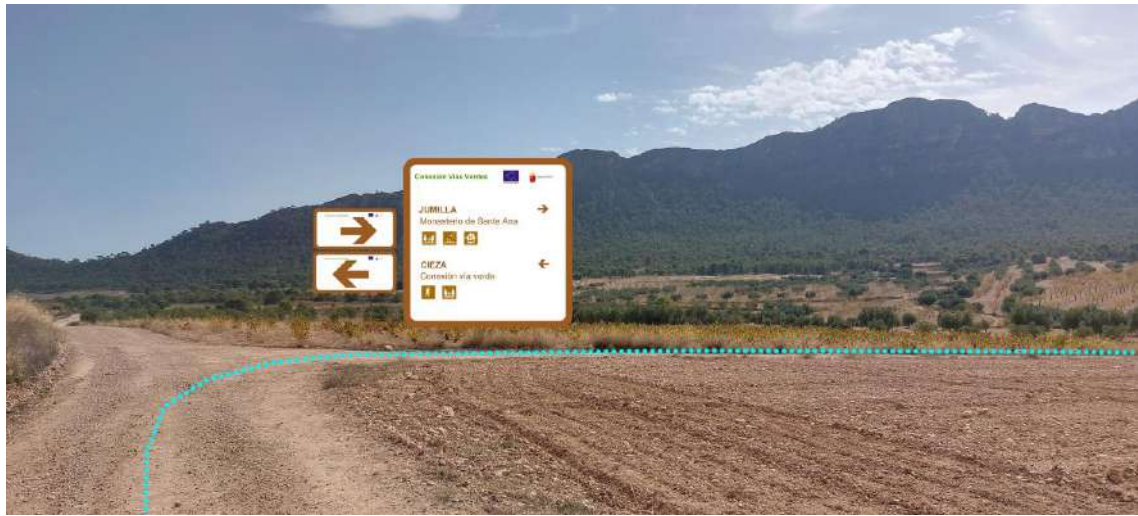 Conexión Vías Verdes
JUMILLA
Monasterio de Santa Ana
CIEZA
Conexión vía verde